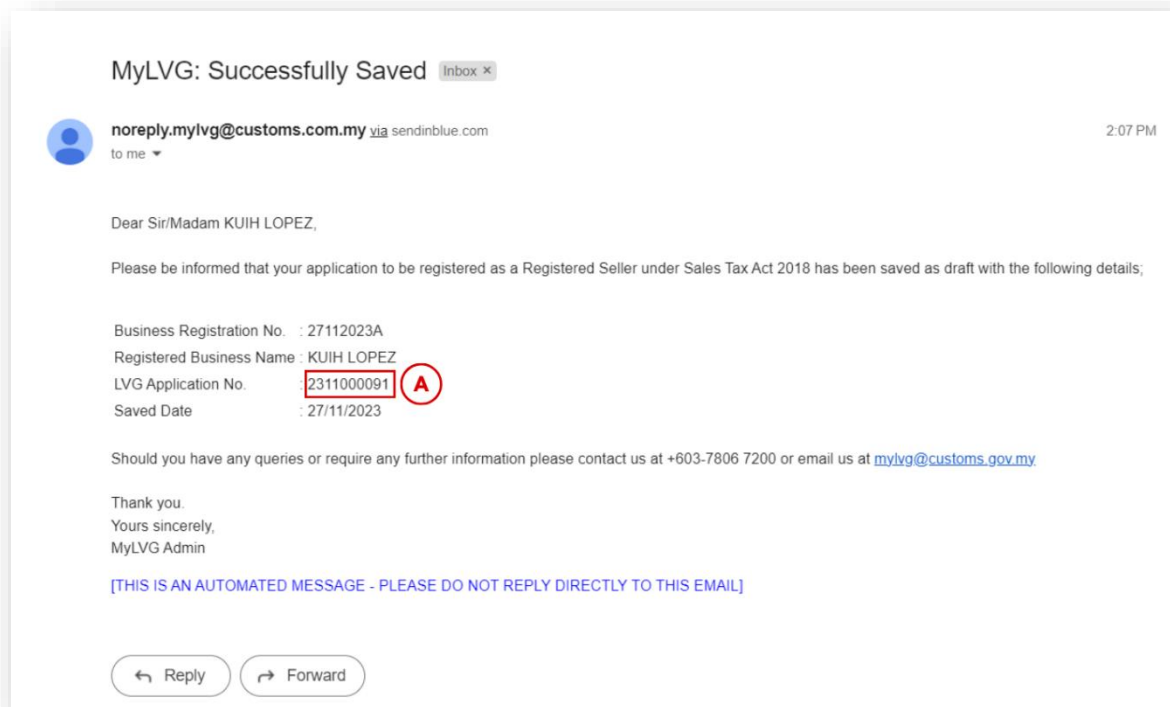 MyLVG: Successfully Saved Inbox ×
noreply.mylvg@customs.com.my via sendinblue.com 2:07 PM
to me
Dear Sir/Madam KUIH LOPEZ,
Please be informed that your application to be registered as a Registered Seller under Sales Tax Act 2018 has been saved as draft with the following details;
Business Registration No. : 27112023A
Registered Business Name : KUIH LOPEZ
LVG Application No. : 2311000091 A
Saved Date : 27/11/2023
Should you have any queries or require any further information please contact us at +603-7806 7200 or email us at mylvg@customs.gov.my
Thank you.
Yours sincerely,
MyLVG Admin
[THIS IS AN AUTOMATED MESSAGE - PLEASE DO NOT REPLY DIRECTLY TO THIS EMAIL]
Reply Forward